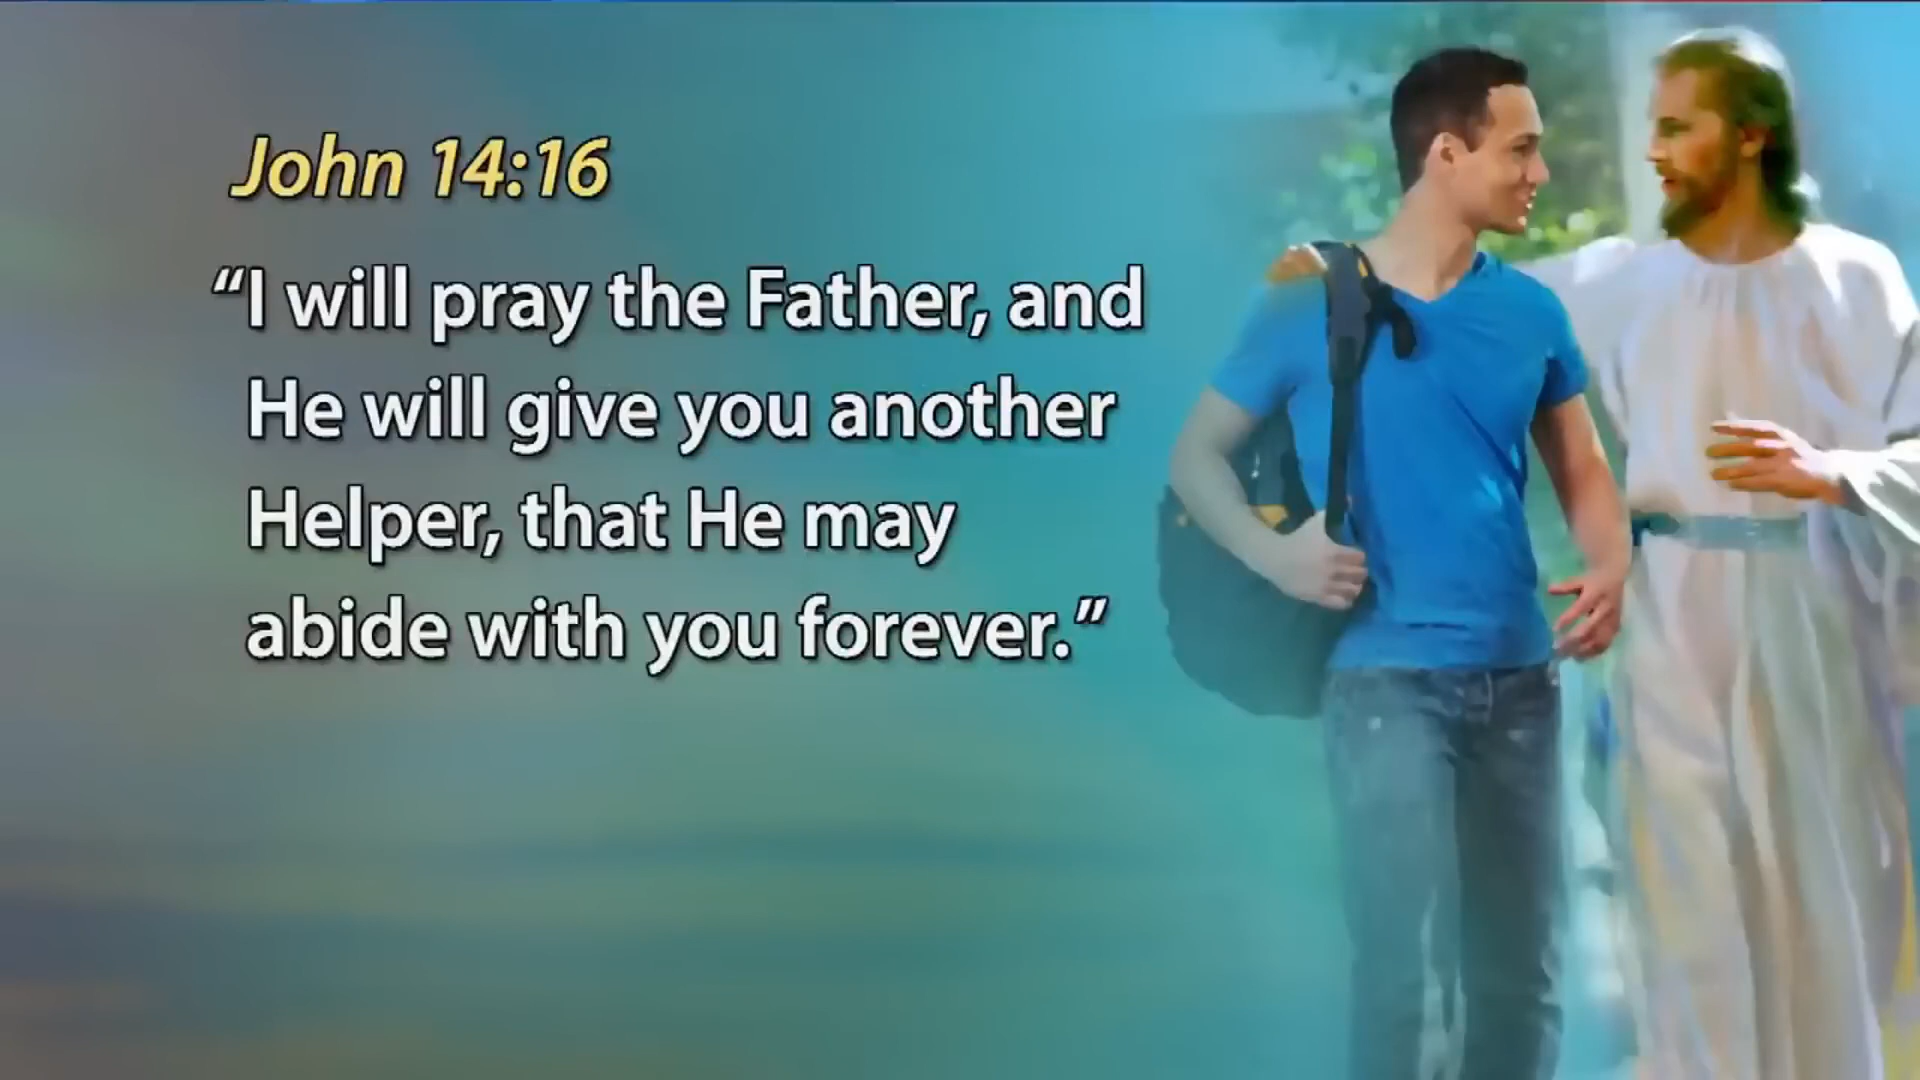 John 14:16
“I will pray the Father, and
He will give you another
Helper, that He may
abide with you forever.”